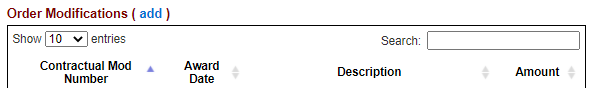 Order Modifications ( add )
Show 10 entries Search:
Contractual Mod Number Award Date Description Amount